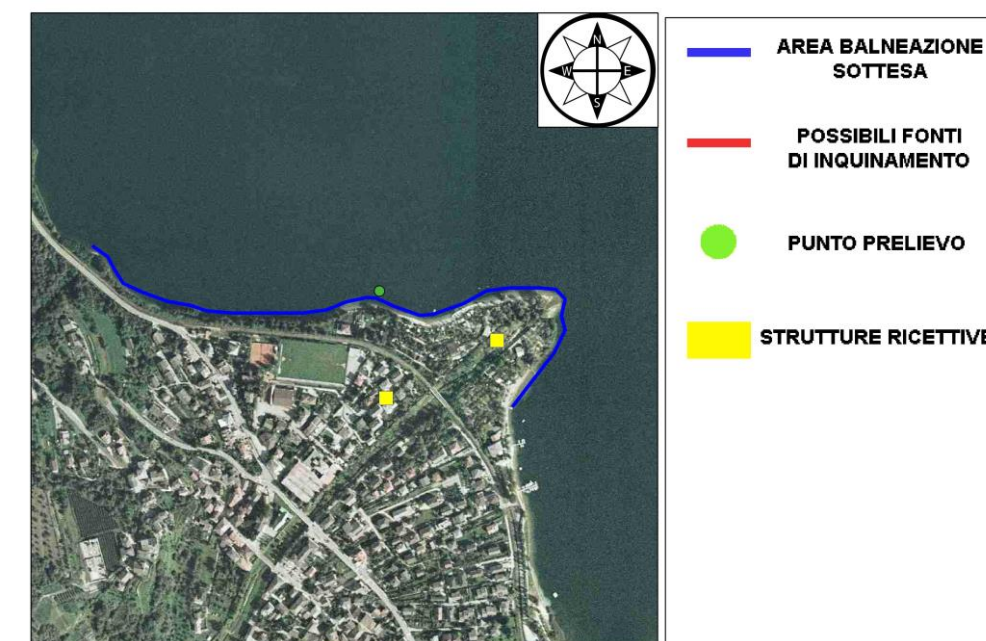 N
W E
S
AREA BALNEAZIONE
SOTTESA
POSSIBILI FONTI
DI INQUINAMENTO
PUNTO PRELIEVO
STRUTTURE RICETTIVE